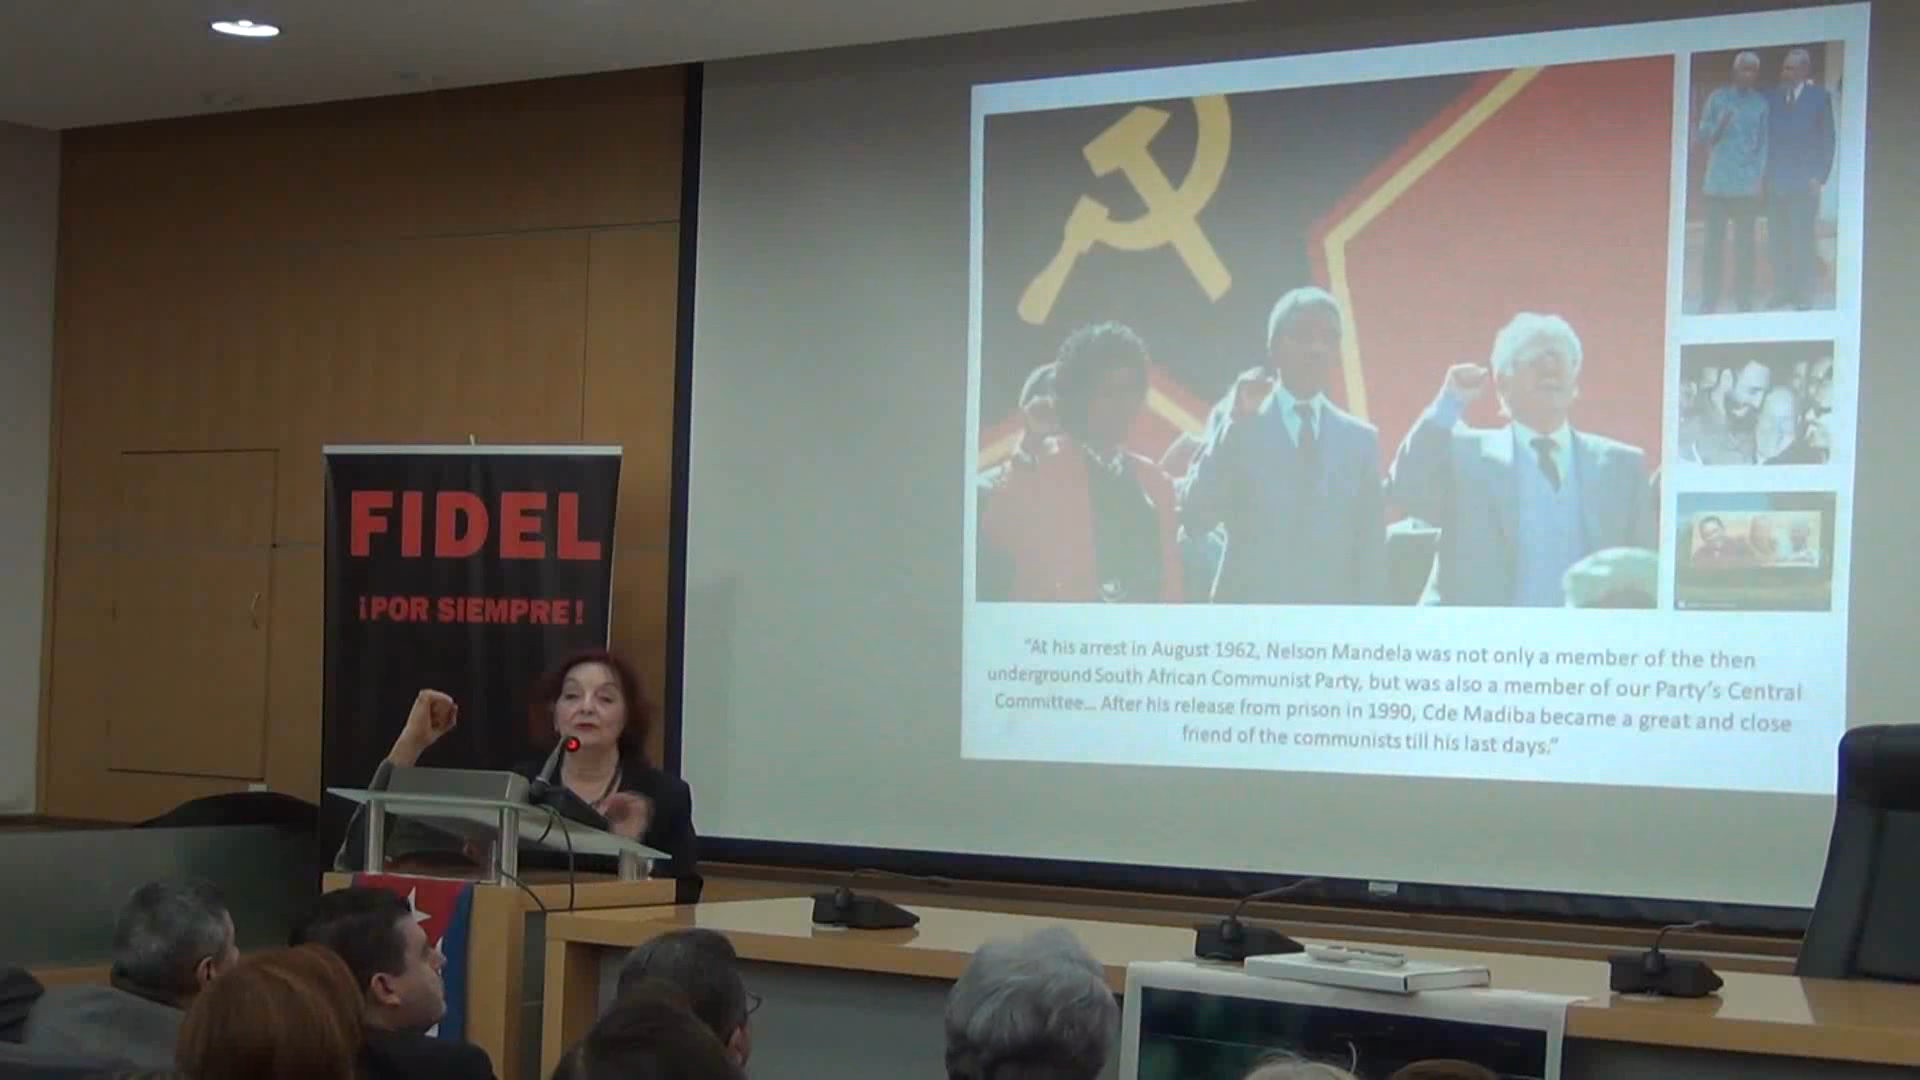 FIDEL
¡POR SIEMPRE!
"At his arrest in August 1962, Nelson Mandela was not only a member of the then
underground South African Communist Party, but was also a member of our Party's Central
Committee... After his release from prison in 1990, Cde Madiba became a great and close
friend of the communists till his last days."